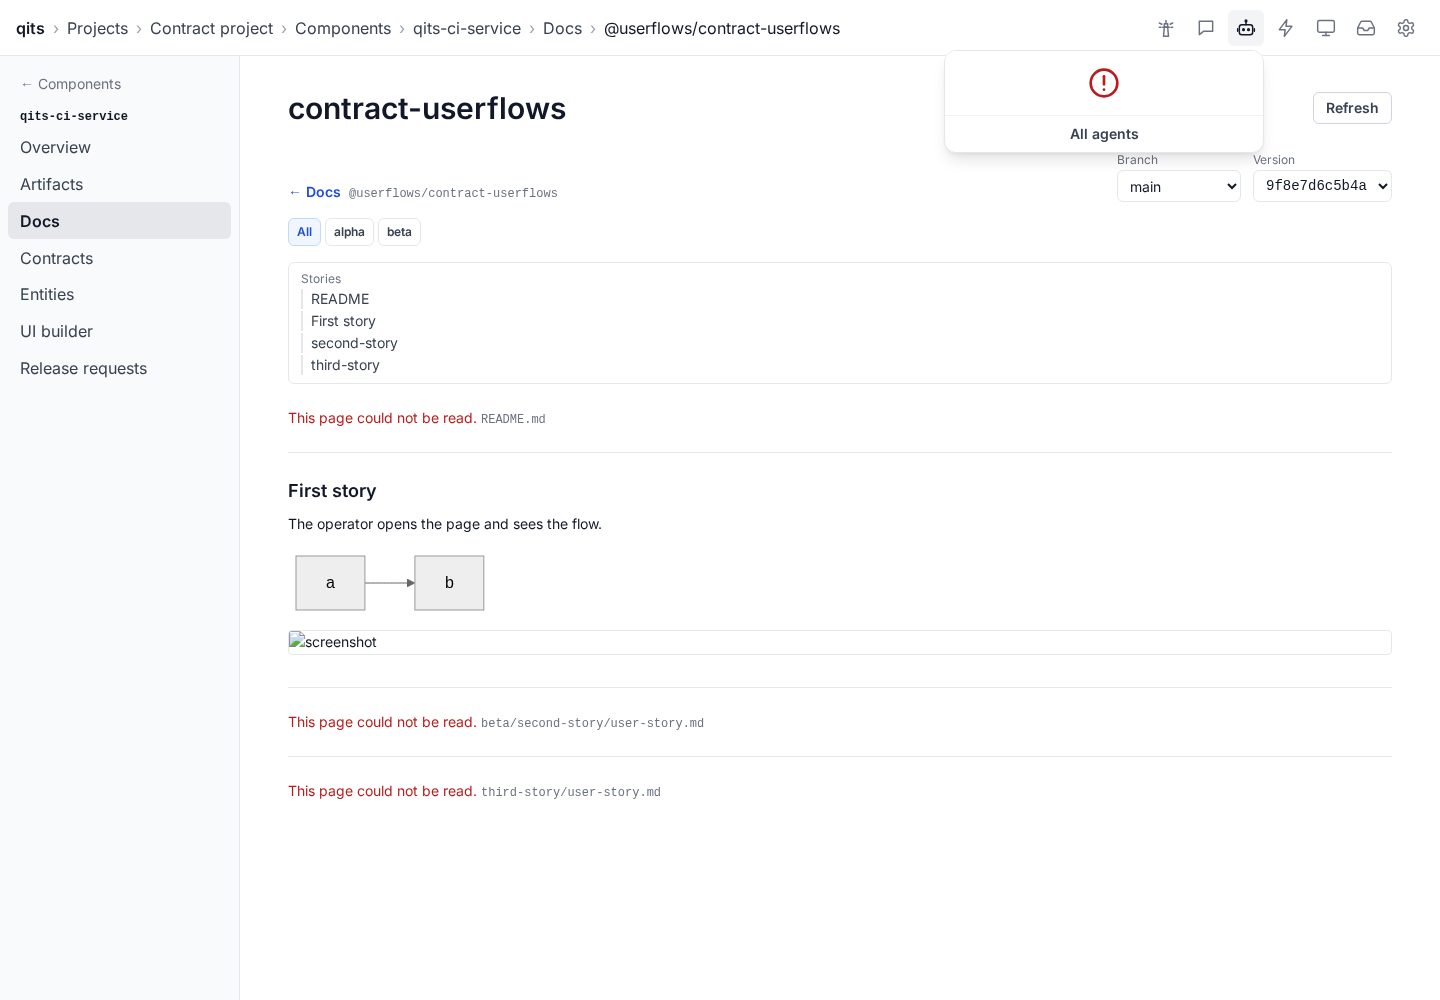 qits › Projects › Contract project › Components › qits-ci-service › Docs › @userflows/contract-userflows
← Components
qits-ci-service
Overview
Artifacts
Docs
Contracts
Entities
UI builder
Release requests
contract-userflows
All agents
Refresh
← Docs @userflows/contract-userflows
Branch
main
Version
9f8e7d6c5b4a
All alpha beta
Stories
README
First story
second-story
third-story
This page could not be read. README.md
First story
The operator opens the page and sees the flow.
a b
screenshot
This page could not be read. beta/second-story/user-story.md
This page could not be read. third-story/user-story.md